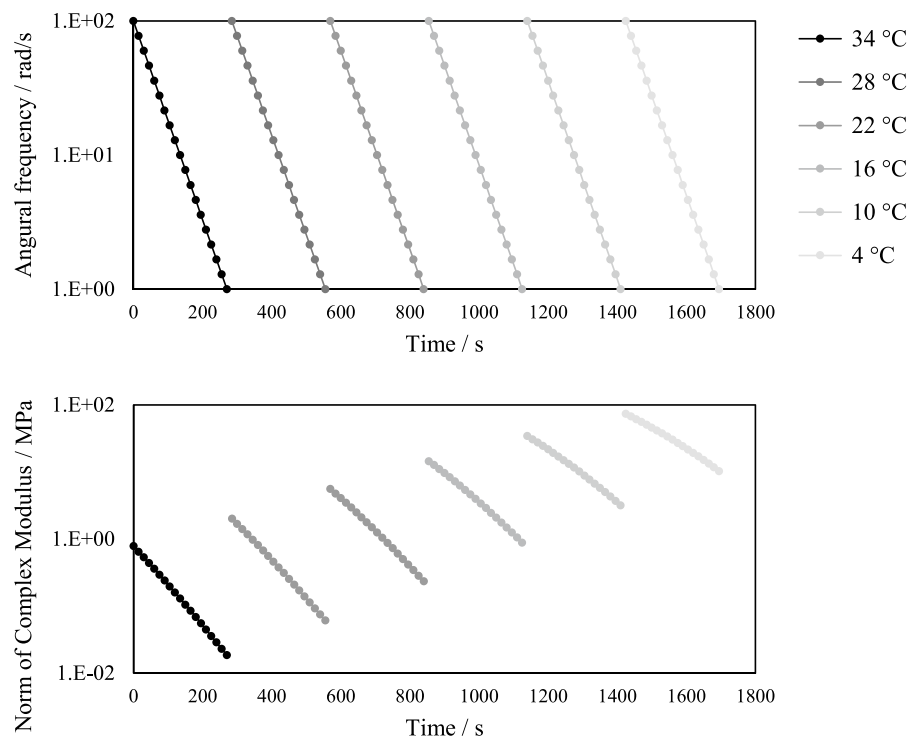 Angural frequency / rad/s
1.E+02
1.E+01
1.E+00
0 200 400 600 800 1000 1200 1400 1600 1800
Time / s
34 °C
28 °C
22 °C
16 °C
10 °C
4 °C
Norm of Complex Modulus / MPa
1.E+02
1.E+00
1.E-02
0 200 400 600 800 1000 1200 1400 1600 1800
Time / s